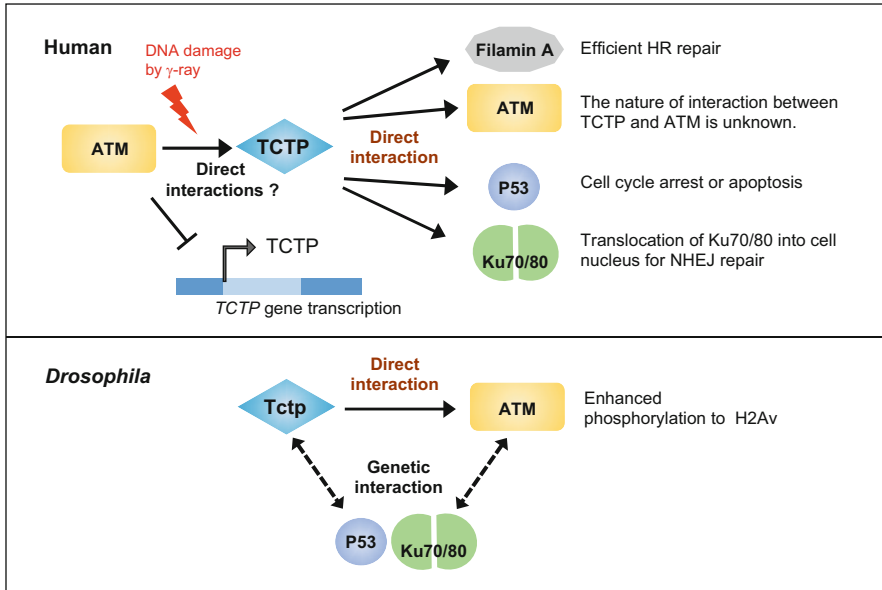 Human
DNA damage
by γ-ray
ATM
TCTP
Direct
interactions ?
TCTP
TCTP gene transcription
Direct
interaction
Filamin A
Efficient HR repair
ATM
The nature of interaction between
TCTP and ATM is unknown.
P53
Cell cycle arrest or apoptosis
Ku70/80
Translocation of Ku70/80 into cell
nucleus for NHEJ repair
Drosophila
Tctp
Direct
interaction
ATM
Enhanced
phosphorylation to H2Av
Genetic
interaction
P53
Ku70/80